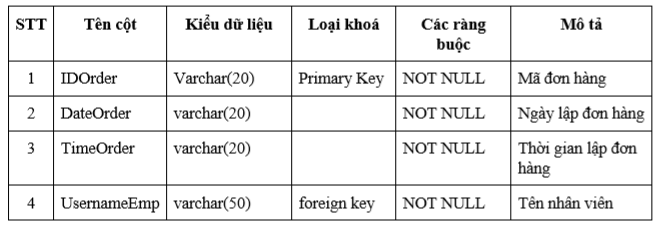 STT Tên cột Kiểu dữ liệu Loại khoá Các ràng
buộc Mô tả
1 IDOrder Varchar(20) Primary Key NOT NULL Mã đơn hàng
2 DateOrder varchar(20) NOT NULL Ngày lập đơn hàng
3 TimeOrder varchar(20) NOT NULL Thời gian lập đơn
hàng
4 UsernameEmp varchar(50) foreign key NOT NULL Tên nhân viên